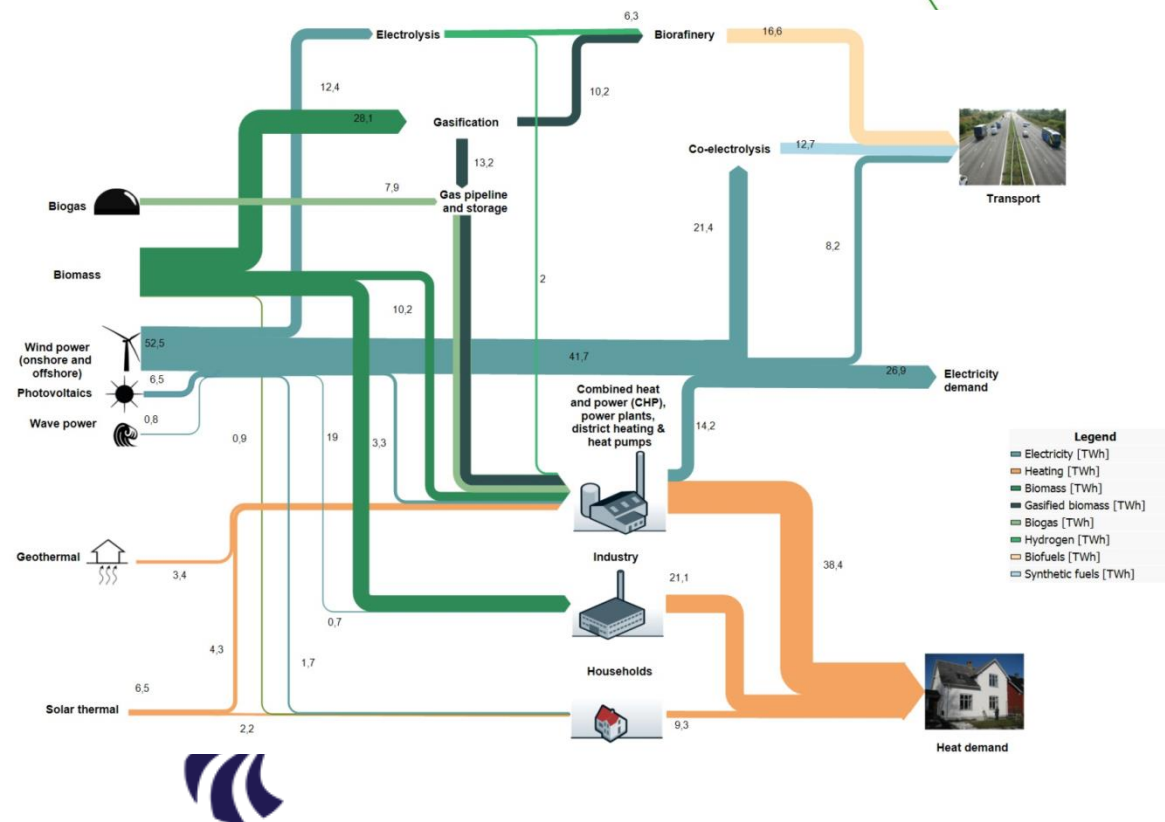 6,3
Electrolysis
Biorafinery
16,6
12,4
10,2
28,1
Gasification
Co-electrolysis
12,7
13,2
7,9
Gas pipeline
and storage
Biogas
Transport
21,4
8,2
Biomass
2
10,2
52,5
Wind power
(onshore and
offshore)
41,7
26,9
Electricity
demand
6,5
Photovoltaics
Combined heat
and power (CHP),
power plants,
district heating &
heat pumps
0,8
Wave power
14,2
0,9
19
3,3
Legend
Electricity [TWh]
Heating [TWh]
Biomass [TWh]
Gasified biomass [TWh]
Biogas [TWh]
Hydrogen [TWh]
Biofuels [TWh]
Synthetic fuels [TWh]
Geothermal
3,4
Industry
21,1
38,4
0,7
4,3
1,7
6,5
Households
Solar thermal
2,2
9,3
Heat demand